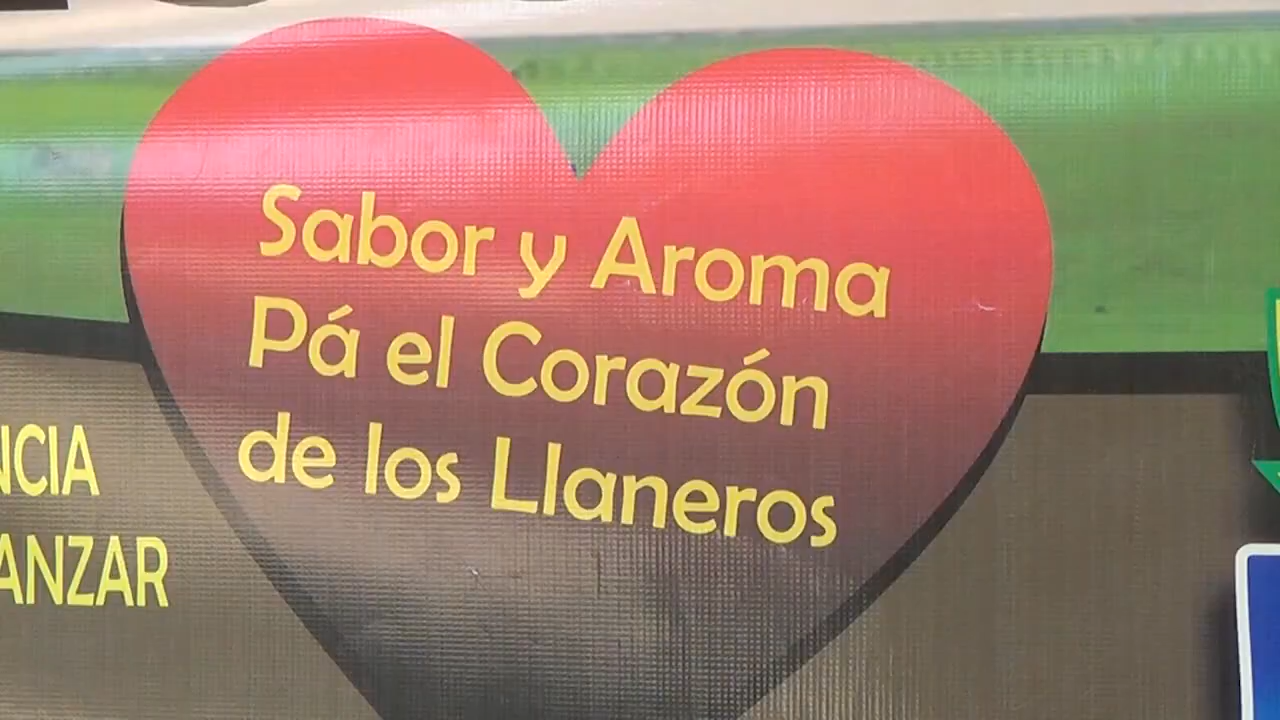 Sabor y Aroma
Pá el Corazón
de los Llaneros
NCIA
ANZAR